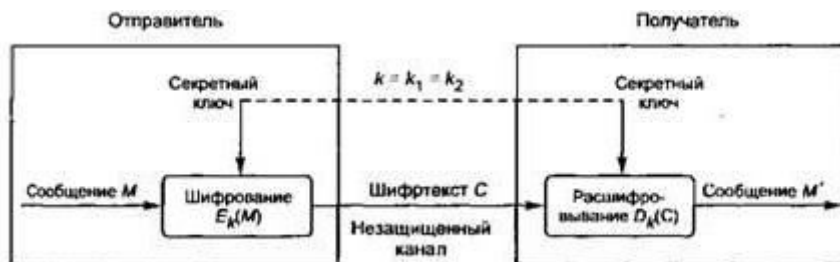 Отправитель
Получатель
Секретный
ключ
k = k₁ = k₂
Секретный
ключ
Сообщение M
Шифрование
Eₖ(M)
Шифртекст C
Незащищенный
канал
Расшифро-
вывание Dₖ(C)
Сообщение M'